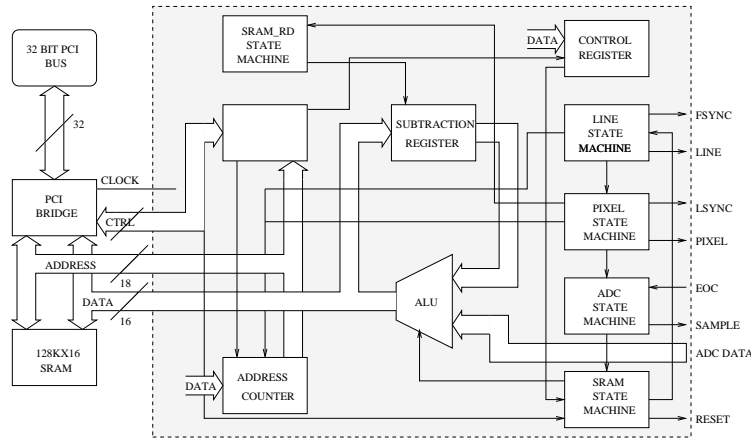 32 BIT PCI
BUS
32
PCI
BRIDGE
CLOCK
CTRL
ADDRESS
18
DATA
16
128KX16
SRAM
SRAM_RD
STATE
MACHINE
DATA
CONTROL
REGISTER
SUBTRACTION
REGISTER
LINE
STATE
MACHINE
FSYNC
LINE
PIXEL
STATE
MACHINE
LSYNC
PIXEL
ALU
ADC
STATE
MACHINE
EOC
SAMPLE
ADC DATA
DATA
ADDRESS
COUNTER
SRAM
STATE
MACHINE
RESET